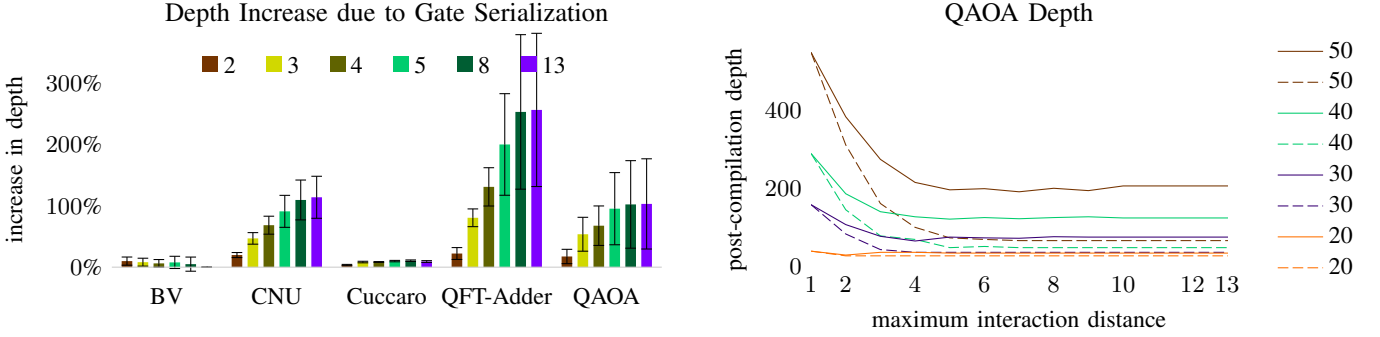 Depth Increase due to Gate Serialization
2 3 4 5 8 13
increase in depth
300%
200%
100%
0%
BV CNU Cuccaro QFT-Adder QAOA
QAOA Depth
post-compilation depth
400
200
0
1 2 4 6 8 10 12 13
maximum interaction distance
50
50
40
40
30
30
20
20